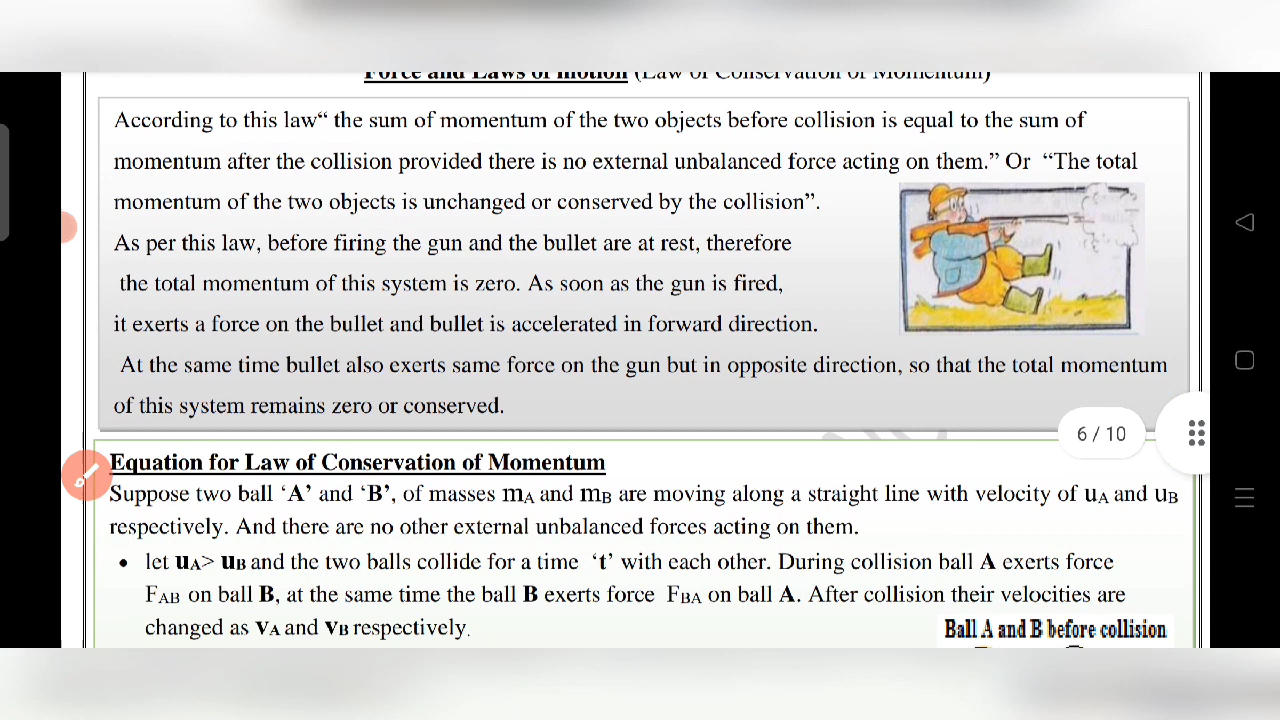 Force and Laws of motion (Law of Conservation of Momentum)
According to this law“ the sum of momentum of the two objects before collision is equal to the sum of
momentum after the collision provided there is no external unbalanced force acting on them.” Or “The total
momentum of the two objects is unchanged or conserved by the collision”.
As per this law, before firing the gun and the bullet are at rest, therefore
the total momentum of this system is zero. As soon as the gun is fired,
it exerts a force on the bullet and bullet is accelerated in forward direction.
At the same time bullet also exerts same force on the gun but in opposite direction, so that the total momentum
of this system remains zero or conserved.
6 / 10
Equation for Law of Conservation of Momentum
Suppose two ball ‘A’ and ‘B’, of masses mA and mB are moving along a straight line with velocity of uA and uB
respectively. And there are no other external unbalanced forces acting on them.
• let uA> uB and the two balls collide for a time ‘t’ with each other. During collision ball A exerts force
FAB on ball B, at the same time the ball B exerts force FBA on ball A. After collision their velocities are
changed as vA and vB respectively.
Ball A and B before collision